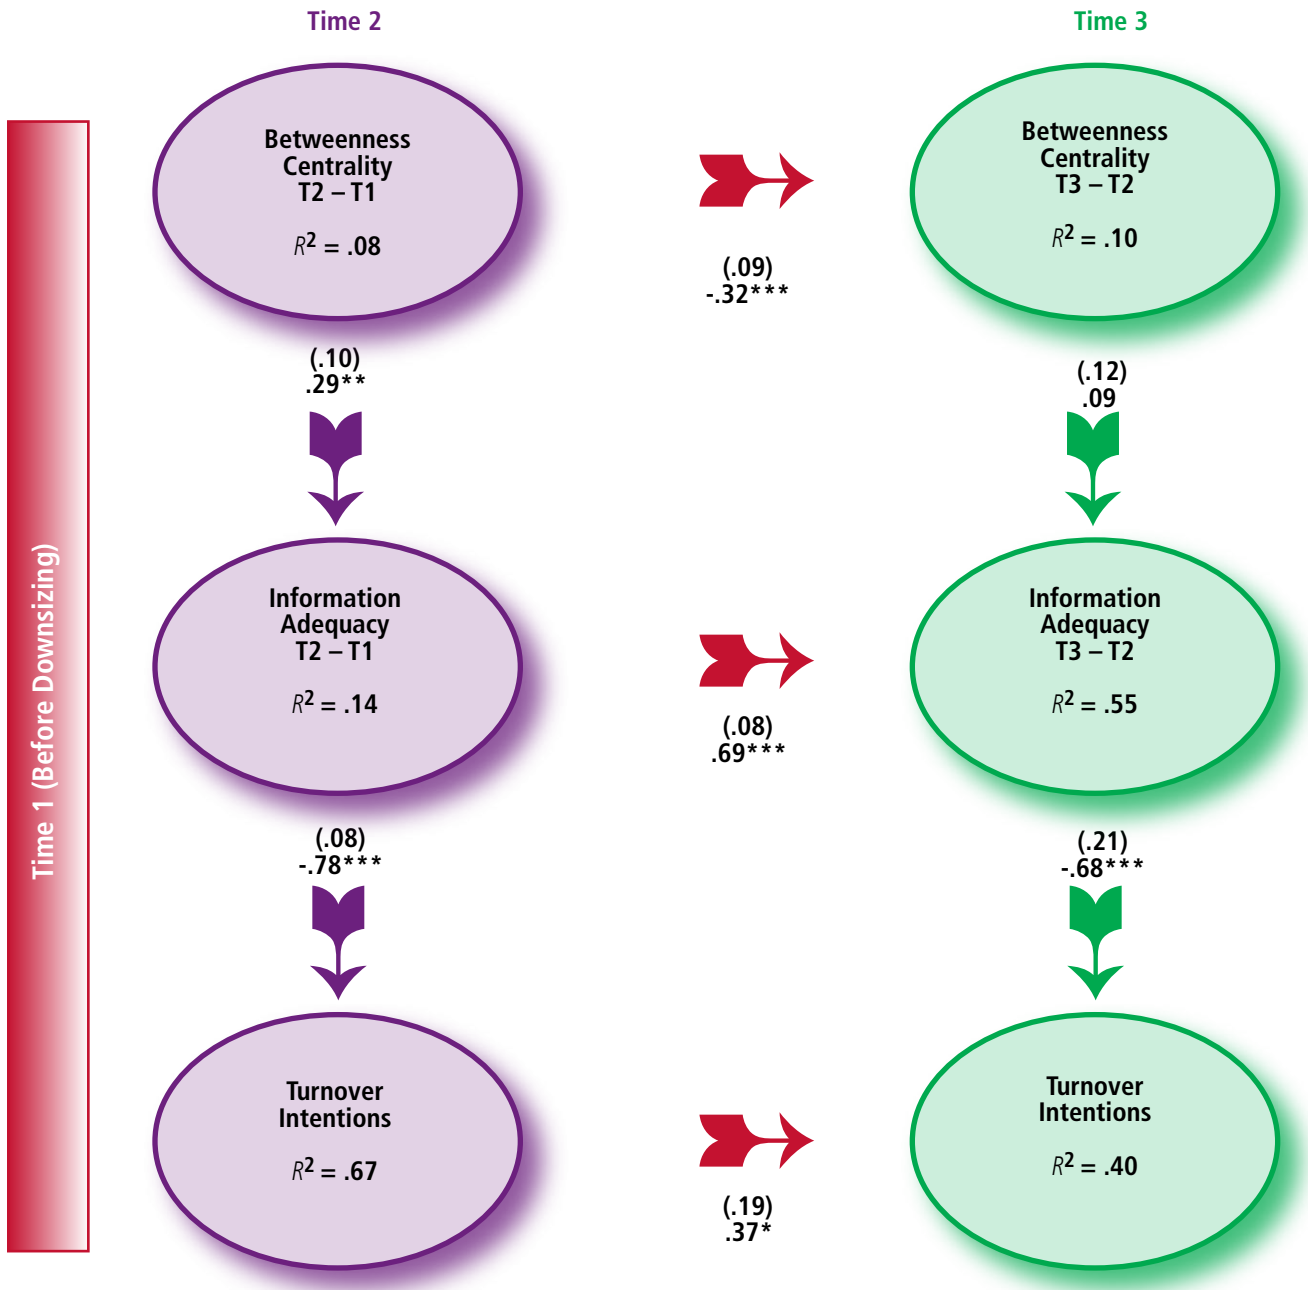 Time 2
Time 3
Time 1 (Before Downsizing)
Betweenness
Centrality
T2 – T1
R² = .08
(.09)
-.32***
Betweenness
Centrality
T3 – T2
R² = .10
(.10)
.29**
(.12)
.09
Information
Adequacy
T2 – T1
R² = .14
(.08)
.69***
Information
Adequacy
T3 – T2
R² = .55
(.08)
-.78***
(.21)
-.68***
Turnover
Intentions
R² = .67
(.19)
.37*
Turnover
Intentions
R² = .40